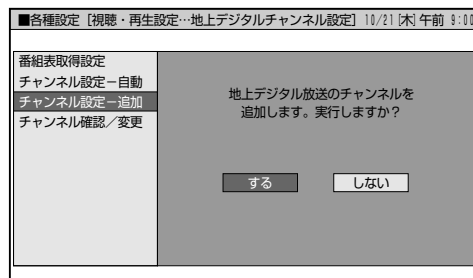 ■各種設定［視聴・再生設定…地上デジタルチャンネル設定］ 10/21［木］午前 9:00
番組表取得設定
チャンネル設定－自動
チャンネル設定－追加
チャンネル確認／変更
地上デジタル放送のチャンネルを
追加します。実行しますか？
する　しない